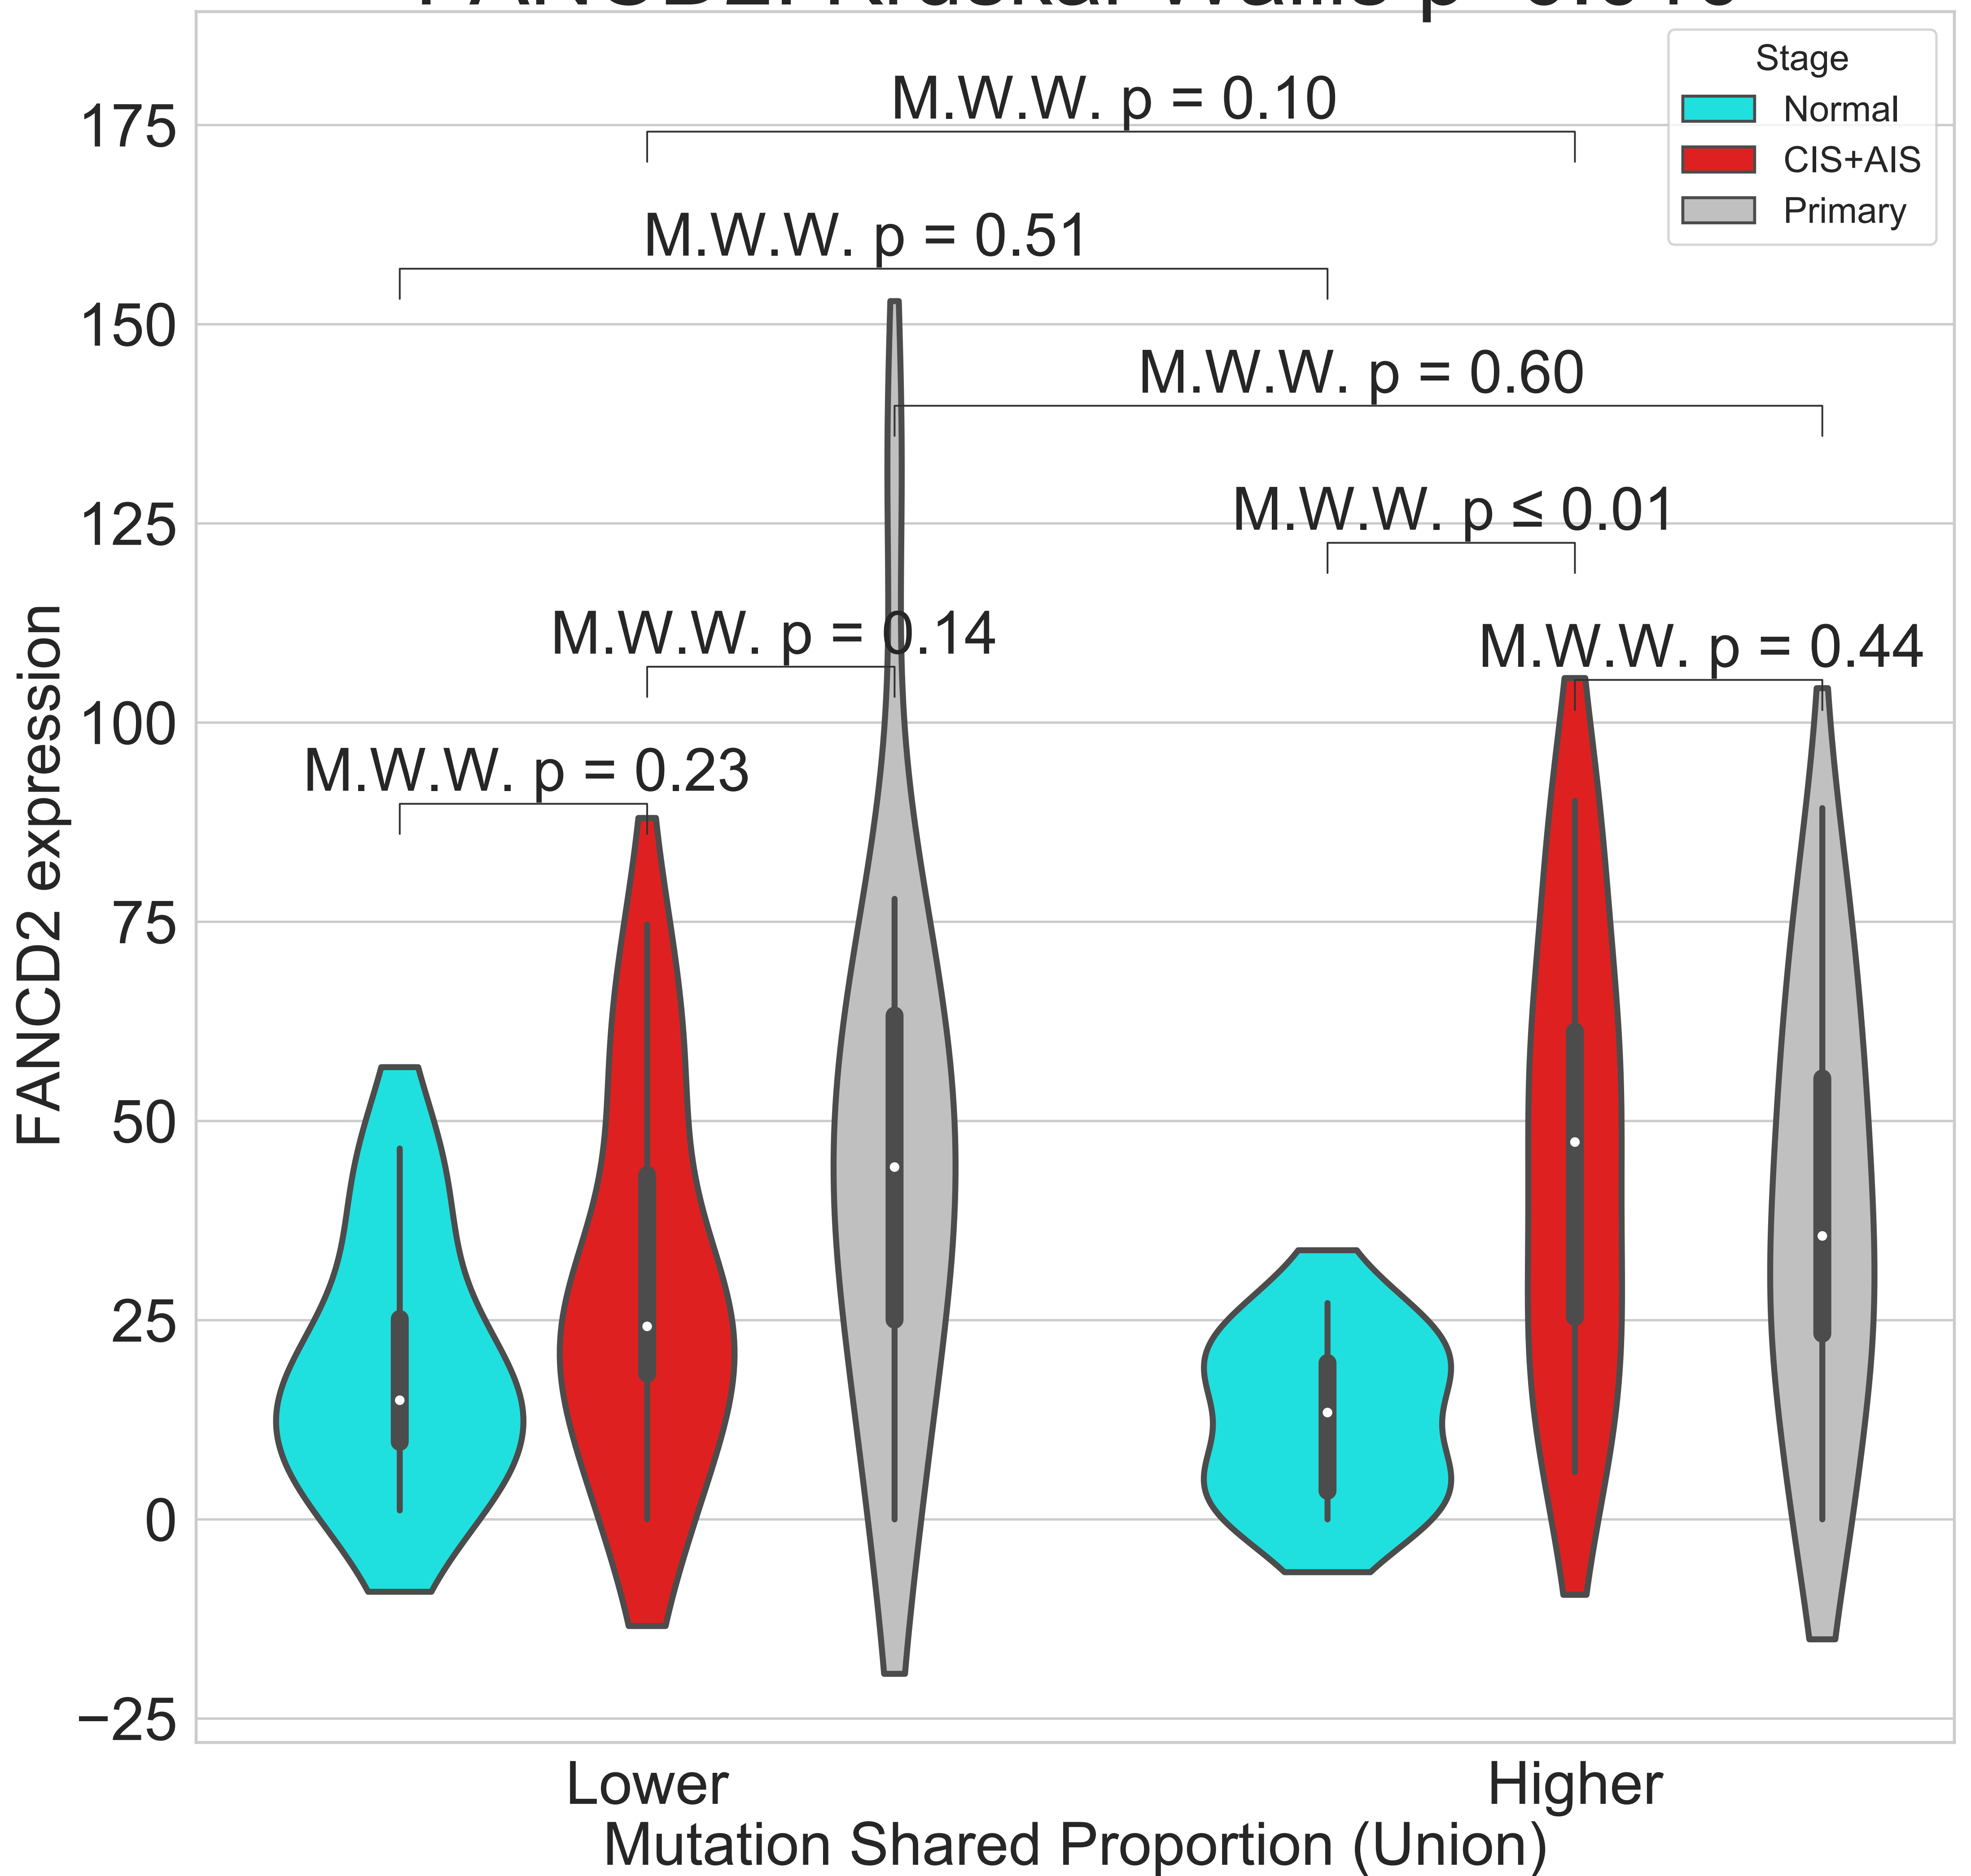 Stage
Normal
CIS+AIS
Primary
M.W.W. p = 0.10
M.W.W. p = 0.51
M.W.W. p = 0.60
M.W.W. p ≤ 0.01
M.W.W. p = 0.14
M.W.W. p = 0.44
M.W.W. p = 0.23
175
150
125
100
75
50
25
0
−25
FANCD2 expression
Lower
Higher
Mutation Shared Proportion (Union)